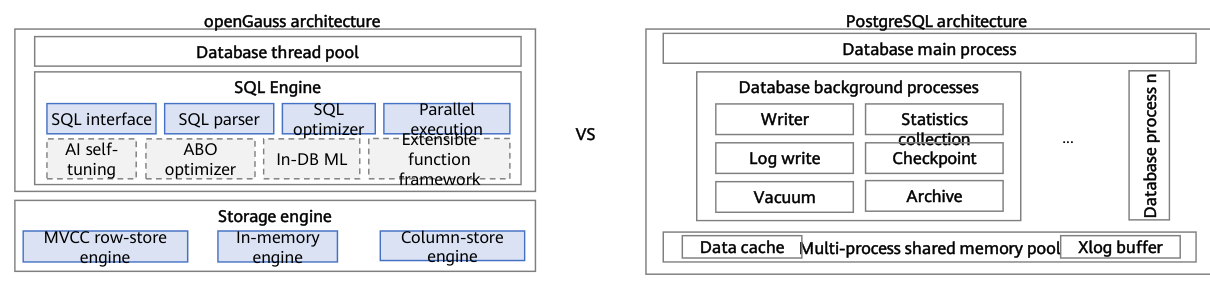 openGauss architecture
Database thread pool
SQL Engine
SQL interface
SQL parser
SQL
optimizer
Parallel
execution
AI self-
tuning
ABO
optimizer
In-DB ML
Extensible
function
framework
Storage engine
MVCC row-store
engine
In-memory
engine
Column-store
engine
VS
PostgreSQL architecture
Database main process
Database background processes
Writer
Statistics
collection
Log write
Checkpoint
Vacuum
Archive
...
Database process n
Data cache
Multi-process shared memory pool
Xlog buffer